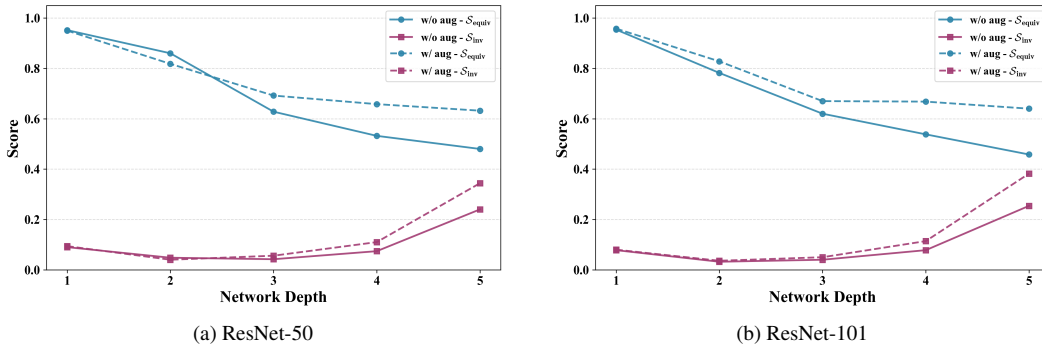 1.0
0.8
0.6
0.4
0.2
0.0
Score
w/o aug - 𝒮equiv
w/o aug - 𝒮inv
w/ aug - 𝒮equiv
w/ aug - 𝒮inv
1 2 3 4 5
Network Depth
(a) ResNet-50
1.0
0.8
0.6
0.4
0.2
0.0
Score
w/o aug - 𝒮equiv
w/o aug - 𝒮inv
w/ aug - 𝒮equiv
w/ aug - 𝒮inv
1 2 3 4 5
Network Depth
(b) ResNet-101